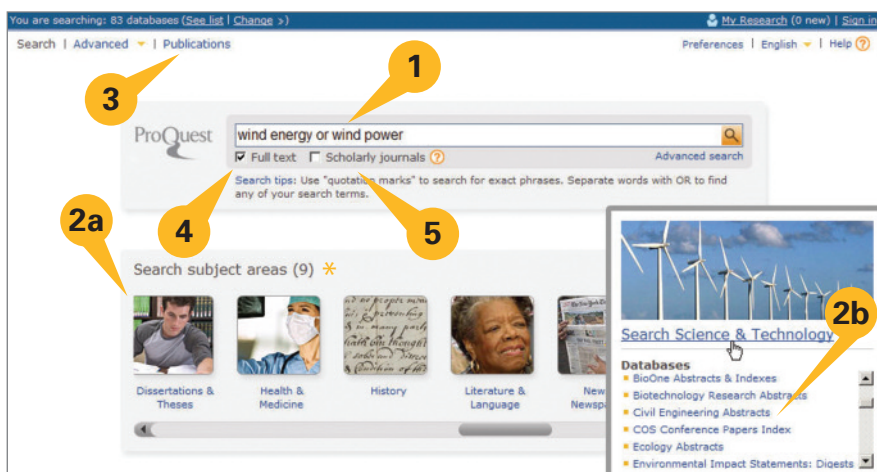 You are searching: 83 databases (See list | Change >)
My Research (0 new) | Sign in
Search | Advanced | Publications
Preferences | English | Help ?
3
1
ProQuest
wind energy or wind power
Full text Scholarly journals ?
Advanced search
Search tips: Use "quotation marks" to search for exact phrases. Separate words with OR to find
any of your search terms.
2a
4
5
Search subject areas (9) *
Dissertations &
Theses
Health &
Medicine
History
Literature &
Language
New
Newsp
2b
Search Science & Technology
Databases
BioOne Abstracts & Indexes
Biotechnology Research Abstracts
Civil Engineering Abstracts
COS Conference Papers Index
Ecology Abstracts
Environmental Impact Statements: Digests